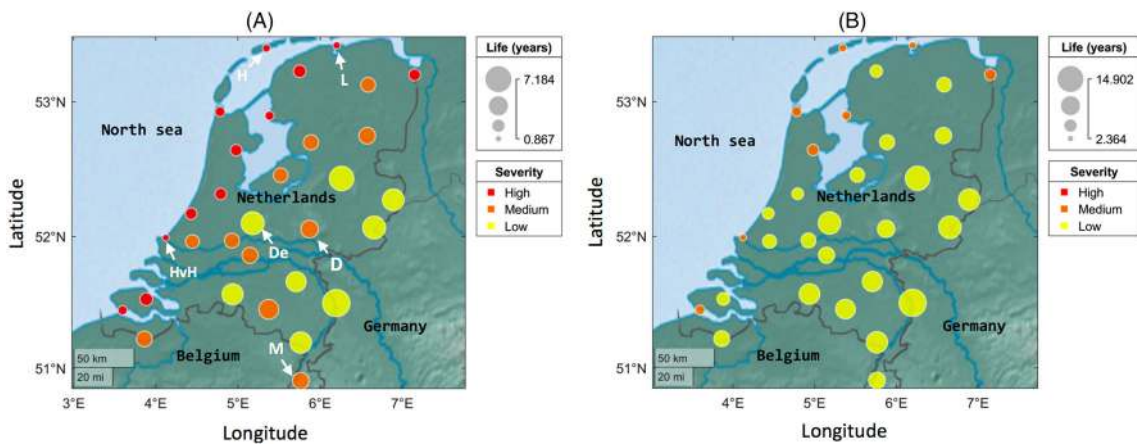 (A)
(B)
Latitude
53°N
52°N
51°N
North sea
Netherlands
Germany
Belgium
H
L
De
D
HvH
M
50 km
20 mi
3°E 4°E 5°E 6°E 7°E
Longitude
Life (years)
7.184
0.867
Severity
High
Medium
Low
Latitude
53°N
52°N
51°N
North sea
Netherlands
Germany
Belgium
50 km
20 mi
4°E 5°E 6°E 7°E
Longitude
Life (years)
14.902
2.364
Severity
High
Medium
Low